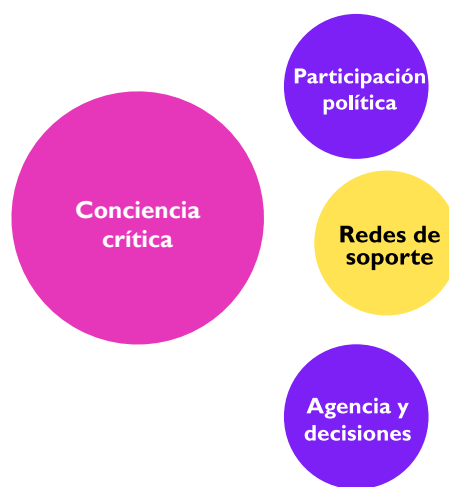 Conciencia
crítica
Participación
política
Redes de
soporte
Agencia y
decisiones